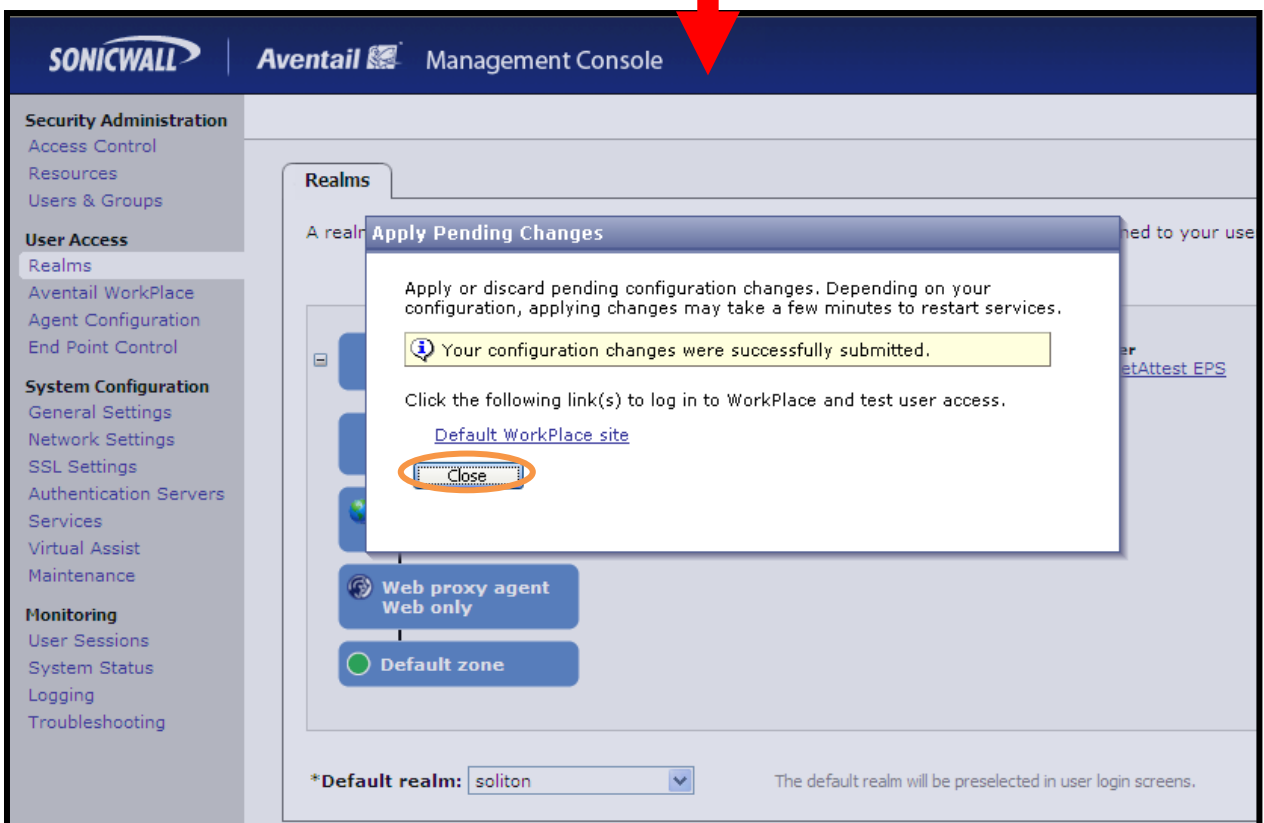 SONICWALL
Aventail Management Console
Security Administration
Access Control
Resources
Users & Groups
User Access
Realms
Aventail WorkPlace
Agent Configuration
End Point Control
System Configuration
General Settings
Network Settings
SSL Settings
Authentication Servers
Services
Virtual Assist
Maintenance
Monitoring
User Sessions
System Status
Logging
Troubleshooting
Realms
A
to your
Apply Pending Changes
Apply or discard pending configuration changes. Depending on your
configuration, applying changes may take a few minutes to restart services.
Your configuration changes were successfully submitted.
Click the following link(s) to log in to WorkPlace and test user access.
Default WorkPlace site
Close
EPS
Web proxy agent
Web only
Default zone
*Default realm: soliton
The default realm will be preselected in user login screens.